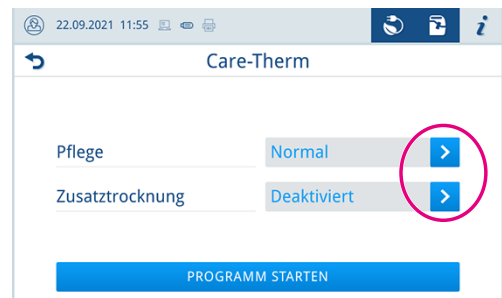 22.09.2021 11:55
Care-Therm
Pflege Normal
Zusatztrocknung Deaktiviert
PROGRAMM STARTEN